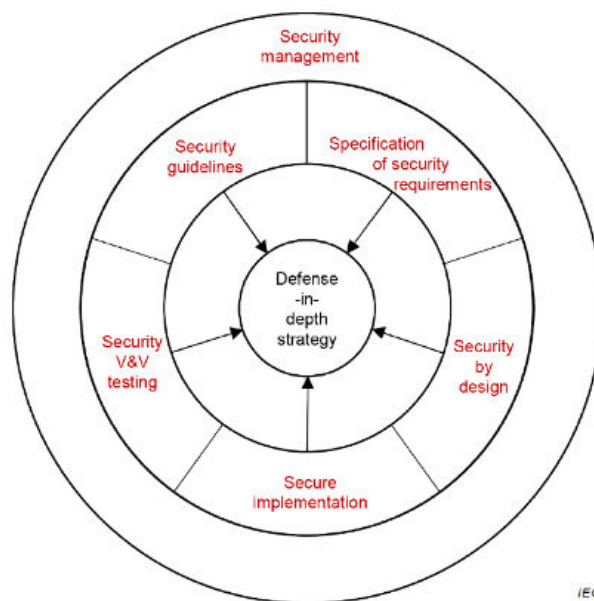 Security
management
Security
guidelines
Specification
of security
requirements
Defense
-in-
depth
strategy
Security
V&V
testing
Security
by
design
Secure
implementation
IEC